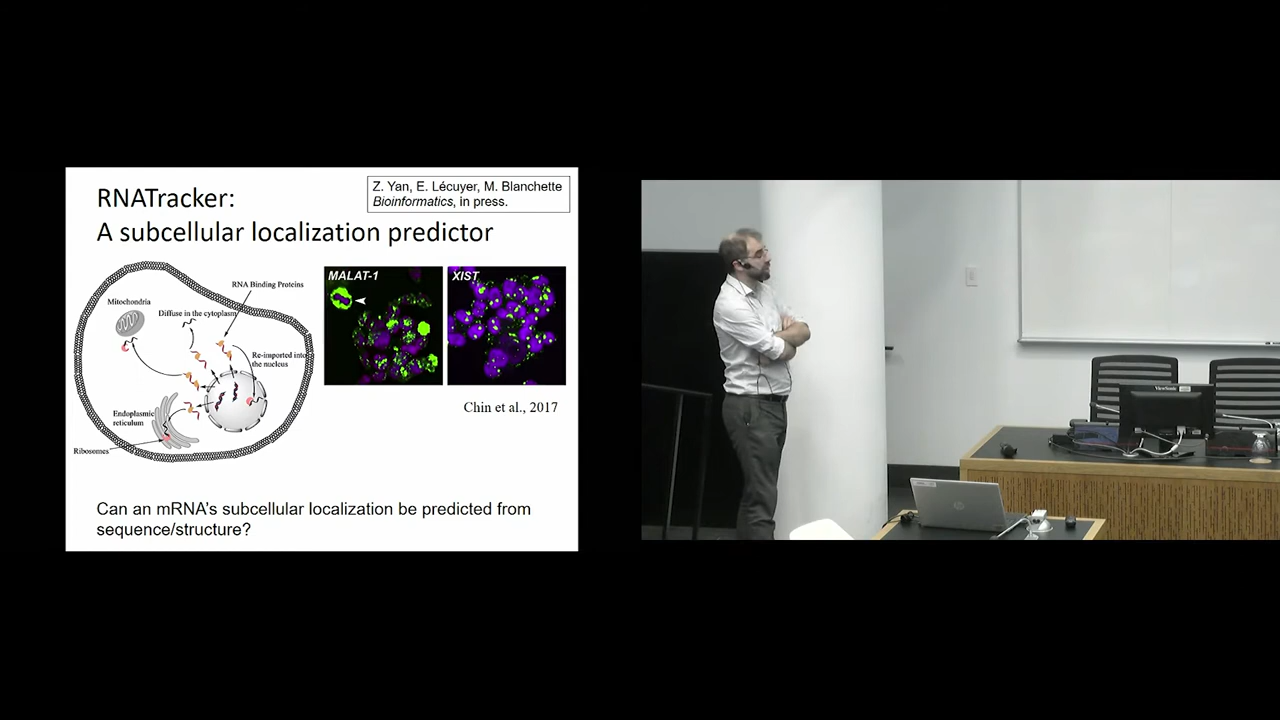 RNATracker:
A subcellular localization predictor
Z. Yan, E. Lécuyer, M. Blanchette
Bioinformatics, in press.
Mitochondria
RNA Binding Proteins
Diffuse in the cytoplasm
Re-imported into
the nucleus
Endoplasmic
reticulum
Ribosomes
MALAT-1
XIST
Chin et al., 2017
Can an mRNA's subcellular localization be predicted from
sequence/structure?
ViewSonic
hp